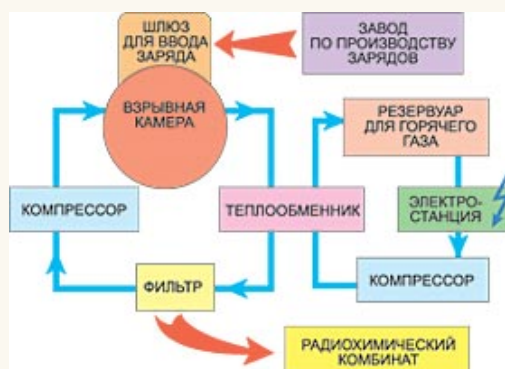 ШЛЮЗ
ДЛЯ ВВОДА
ЗАРЯДА
ЗАВОД
ПО ПРОИЗВОДСТВУ
ЗАРЯДОВ
ВЗРЫВНАЯ
КАМЕРА
РЕЗЕРВУАР
ДЛЯ ГОРЯЧЕГО
ГАЗА
КОМПРЕССОР
ТЕПЛООБМЕННИК
ЭЛЕКТРО-
СТАНЦИЯ
ФИЛЬТР
КОМПРЕССОР
РАДИОХИМИЧЕСКИЙ
КОМБИНАТ